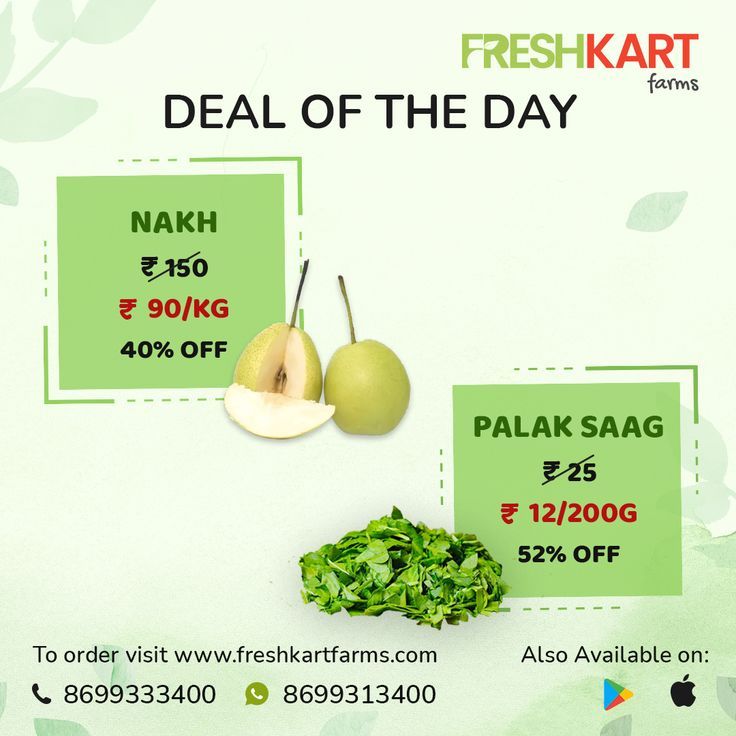 FRESHKART
farms
DEAL OF THE DAY
NAKH
₹ 150
₹ 90/KG
40% OFF
PALAK SAAG
₹ 25
₹ 12/200G
52% OFF
To order visit www.freshkartfarms.com
8699333400 8699313400
Also Available on: